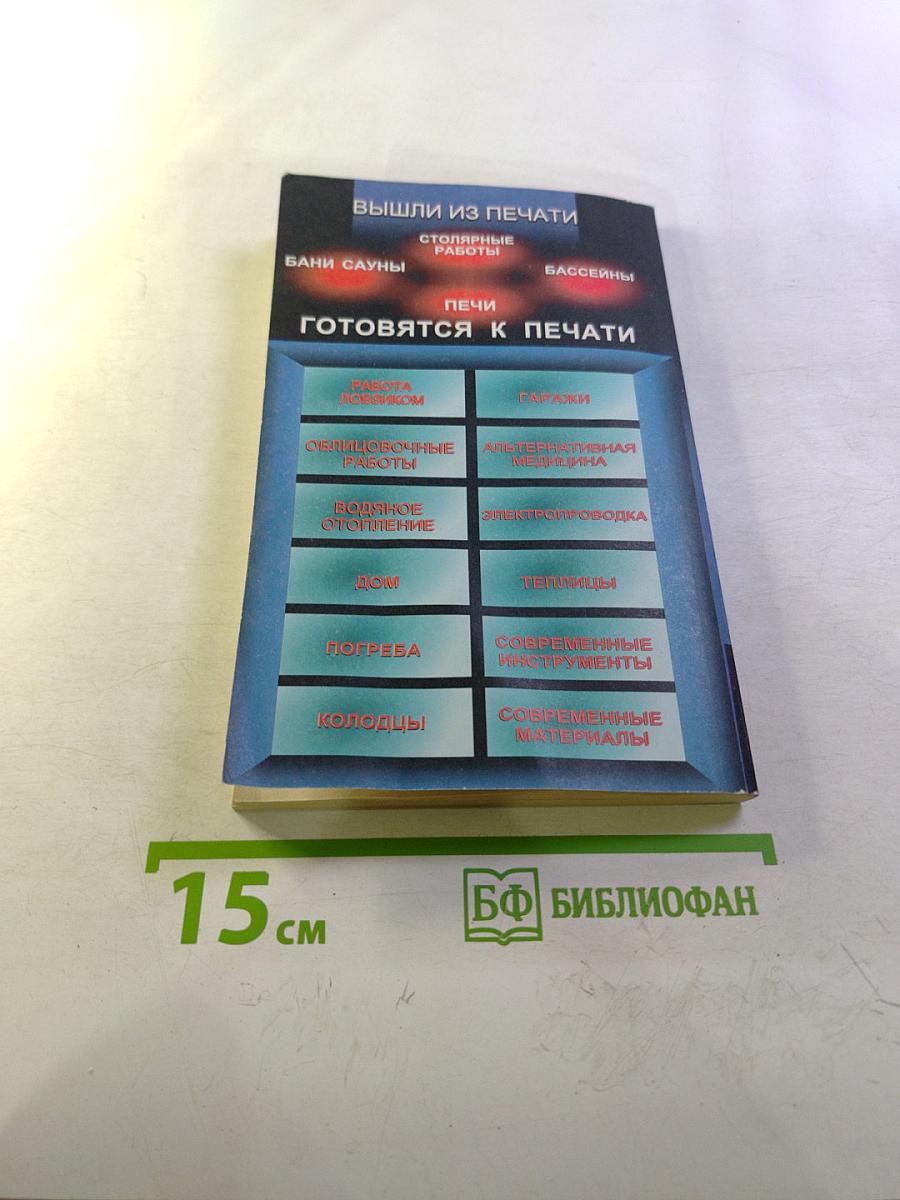 ВЫШЛИ ИЗ ПЕЧАТИ
СТОЛЯРНЫЕ
РАБОТЫ
БАНИ САУНЫ
БАССЕЙНЫ
ПЕЧИ
ГОТОВЯТСЯ К ПЕЧАТИ
РАБОТА
ЛОБЗИКОМ
ГАРАЖИ
ОБЛИЦОВОЧНЫЕ
РАБОТЫ
АЛЬТЕРНАТИВНАЯ
МЕДИЦИНА
ВОДЯНОЕ
ОТОПЛЕНИЕ
ЭЛЕКТРОПРОВОДКА
ДОМ
ТЕПЛИЦЫ
ПОГРЕБА
СОВРЕМЕННЫЕ
ИНСТРУМЕНТЫ
КОЛОДЦЫ
СОВРЕМЕННЫЕ
МАТЕРИАЛЫ
15 см
БФ БИБЛИОФАН